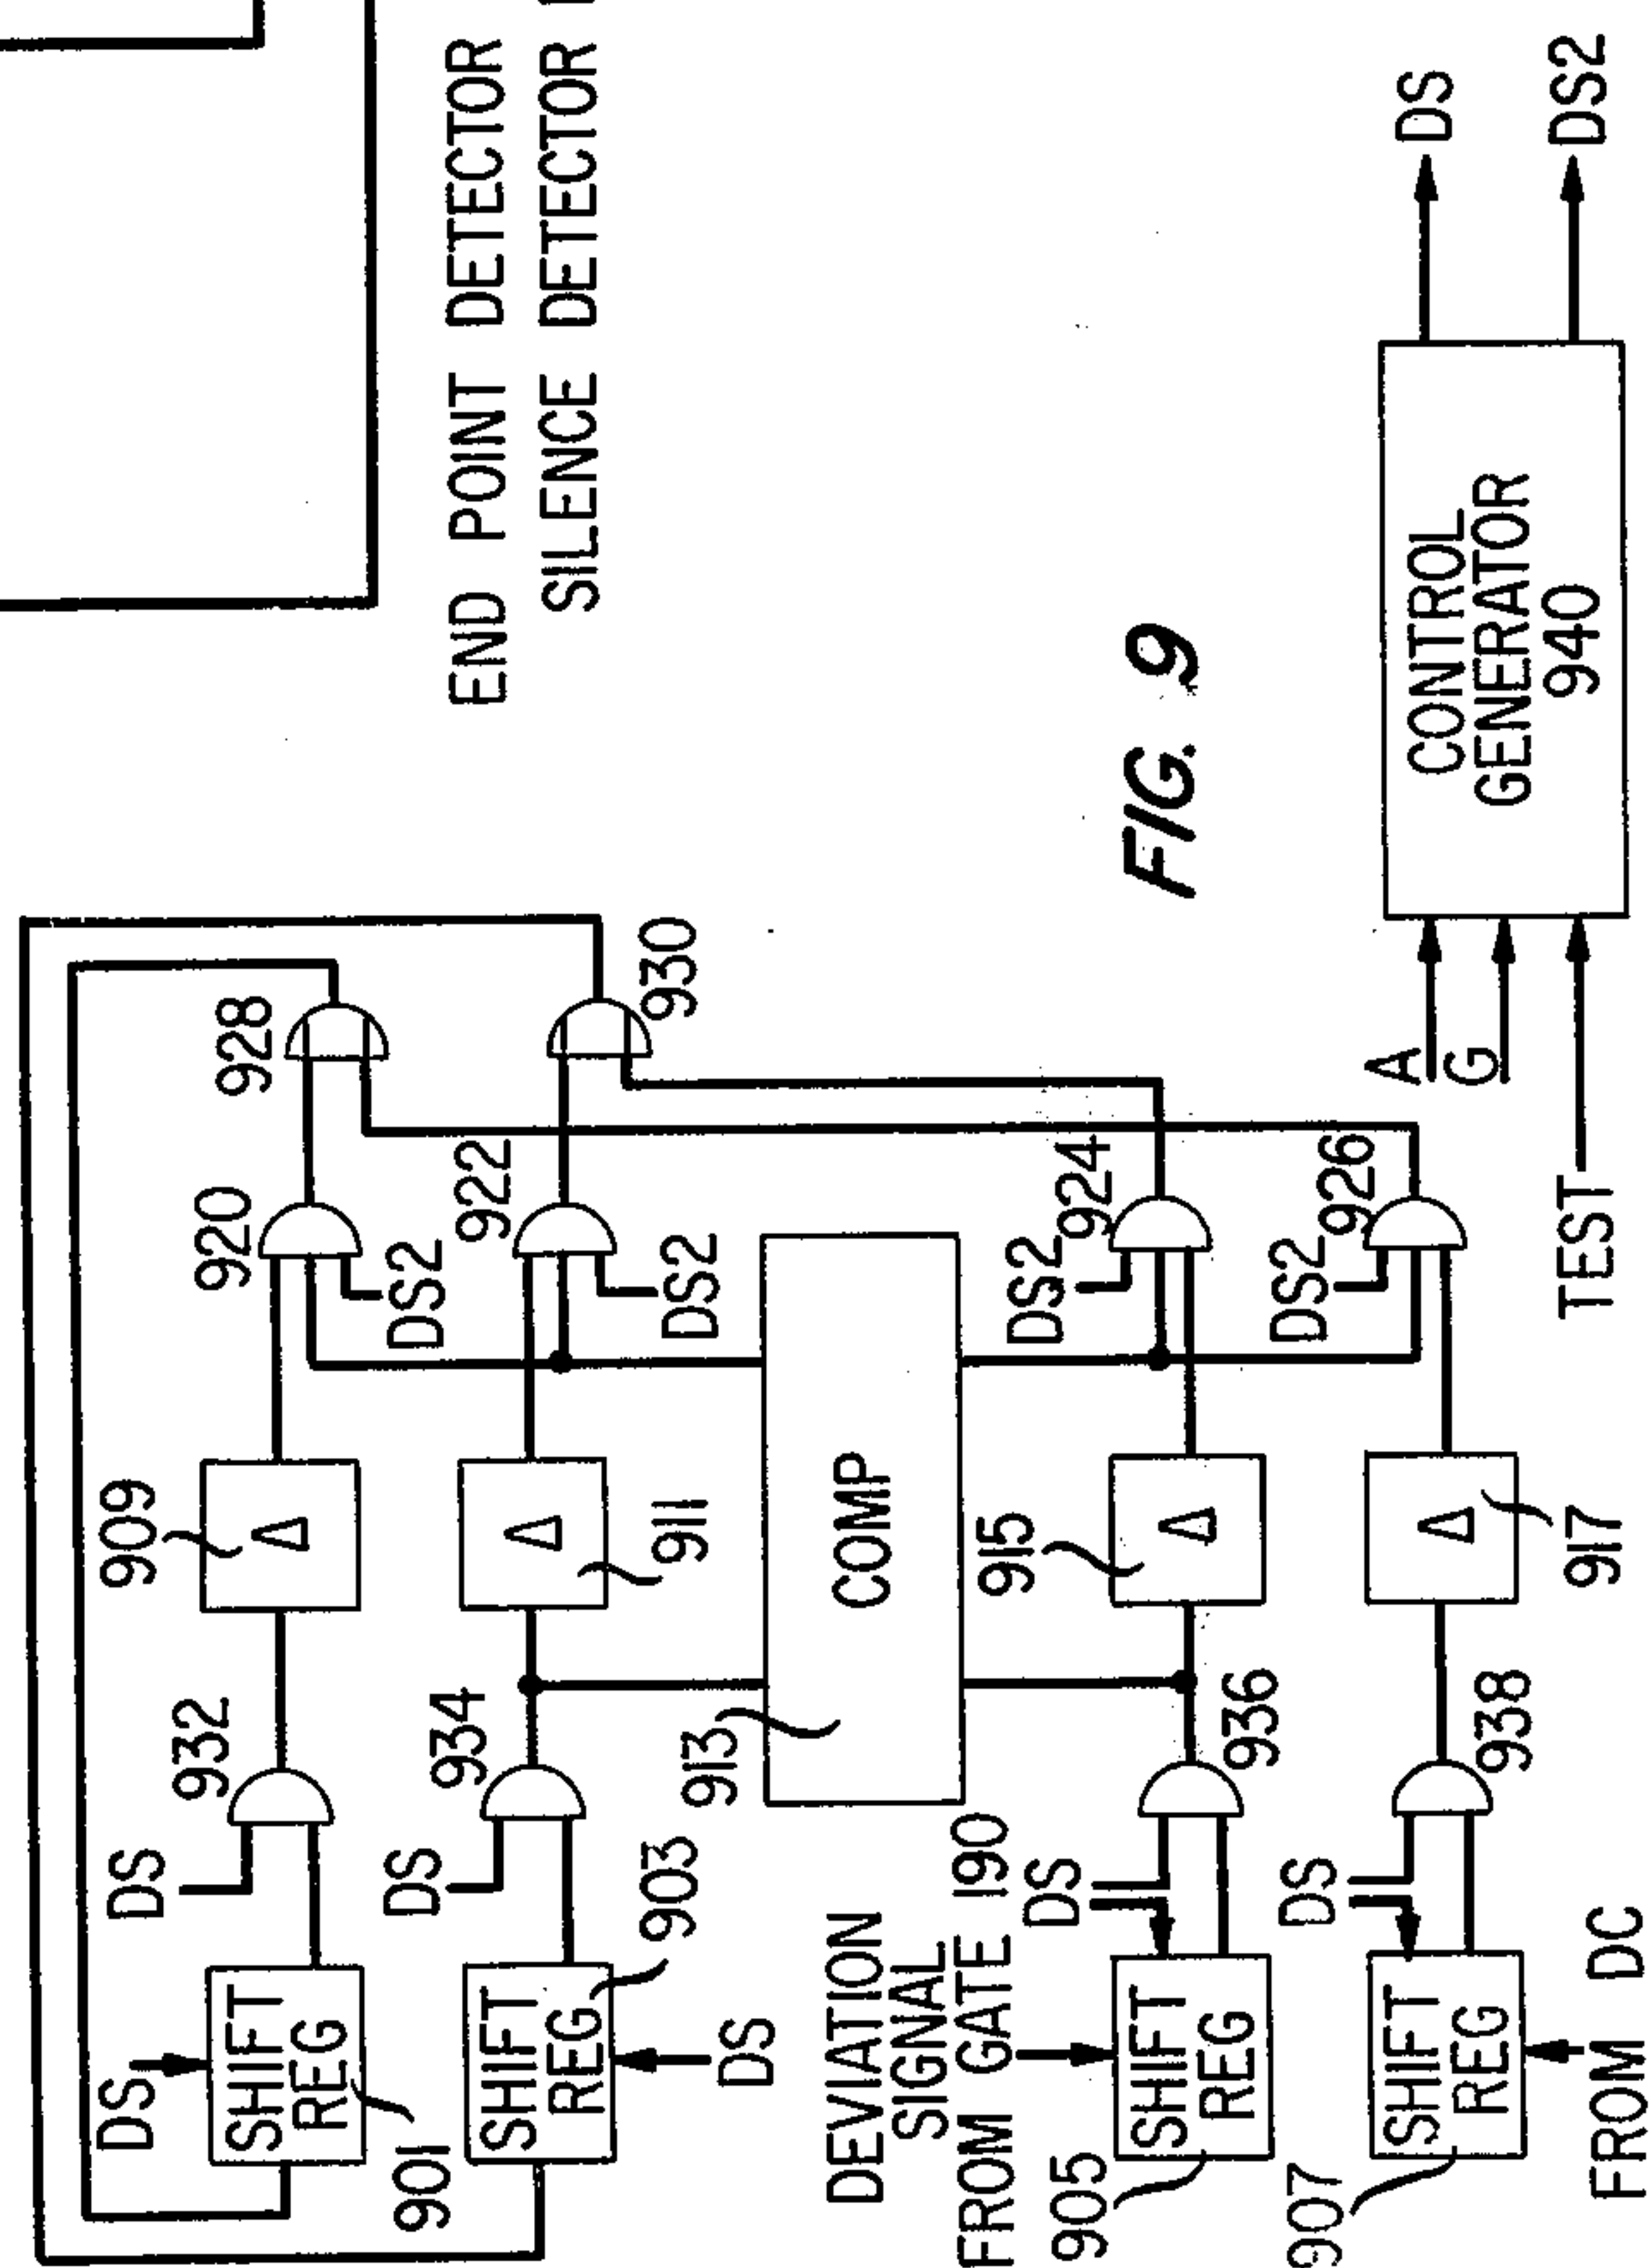 END POINT DETECTOR
SILENCE DETECTOR
909
920
928
932
DS
DS
SHIFT
REG
901
Δ
DS2
934
DS
SHIFT
REG
903
DS
Δ
911
922
DS2
930
913
COMP
DEVIATION
SIGNAL
FROM GATE 190
DS
SHIFT
REG
905
936
915
Δ
DS2
924
DS
SHIFT
REG
907
FROM DC
938
Δ
917
DS2
926
FIG. 9
A
G
TEST
CONTROL
GENERATOR
940
DS
DS2